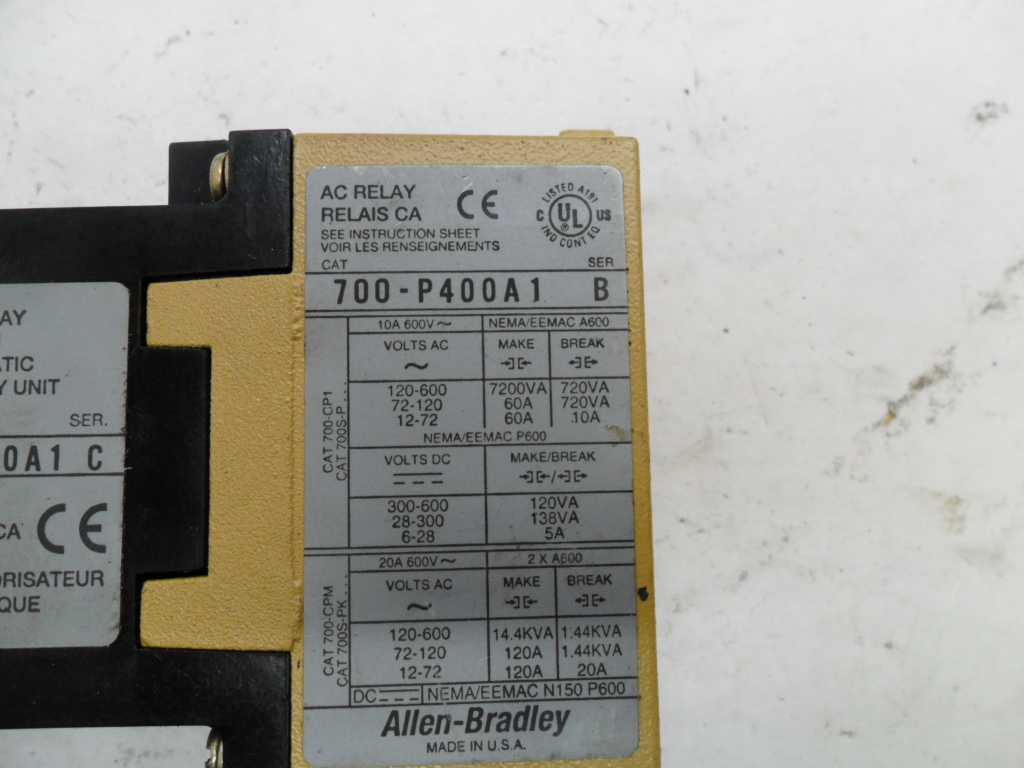 AC RELAY
RELAIS CA
CE
LISTED A191
C UL US
IND CONT EQ
SEE INSTRUCTION SHEET
VOIR LES RENSEIGNEMENTS
CAT SER
700-P400A1 B
10A 600V~ NEMA/EEMAC A600
VOLTS AC MAKE BREAK
~
120-600 7200VA 720VA
72-120 60A 720VA
12-72 60A 10A
NEMA/EEMAC P600
VOLTS DC MAKE/BREAK
300-600 120VA
28-300 138VA
6-28 5A
CAT 700-CP1
CAT 700S-P...
20A 600V~ 2 X A600
VOLTS AC MAKE BREAK
~
120-600 14.4KVA 1.44KVA
72-120 120A 1.44KVA
12-72 120A 20A
CAT 700-CPM
CAT 700S-PK...
DC NEMA/EEMAC N150 P600
Allen-Bradley
MADE IN U.S.A.
AY
ATIC
Y UNIT
SER.
0A1 C
CA CE
ORISATEUR
QUE